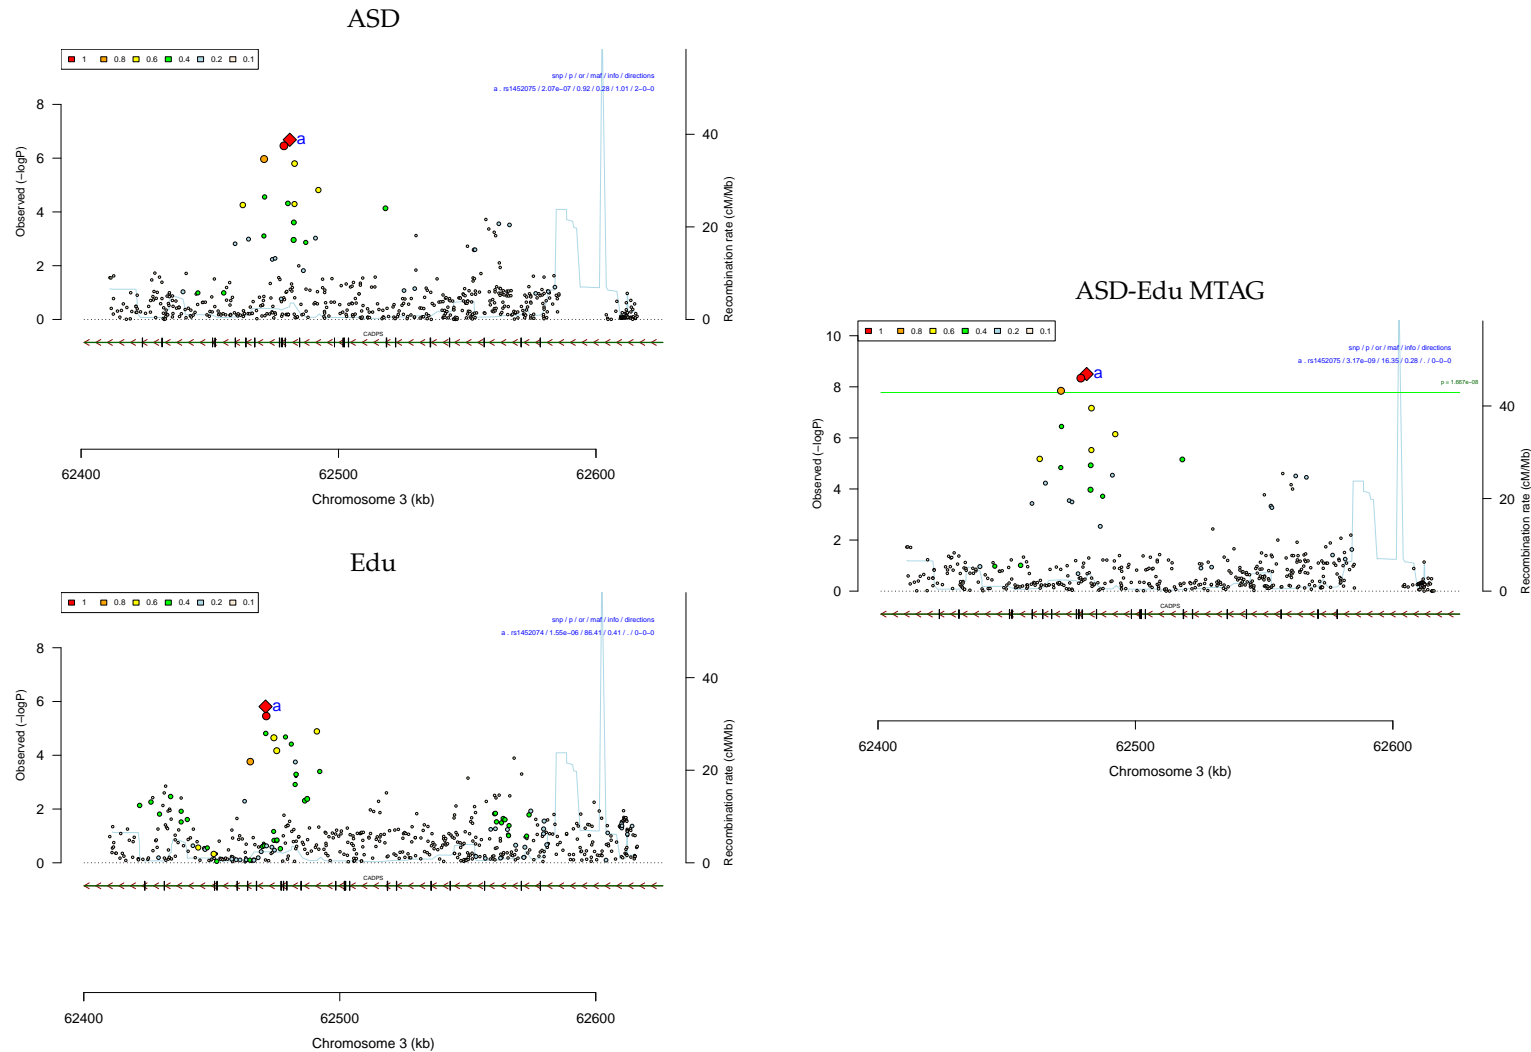 ASD
1 0.8 0.6 0.4 0.2 0.1
snp / p / or / maf / info / directions
a . rs1452075 / 2.07e−07 / 0.92 / 0.28 / 1.01 / 2−0−0
a
Observed (−logP)
0 2 4 6 8
Recombination rate (cM/Mb)
0 20 40
CADPS
62400 62500 62600
Chromosome 3 (kb)
Edu
1 0.8 0.6 0.4 0.2 0.1
snp / p / or / maf / info / directions
a . rs1452074 / 1.55e−06 / 86.41 / 0.41 / . / 0−0−0
a
Observed (−logP)
0 2 4 6 8
Recombination rate (cM/Mb)
0 20 40
CADPS
62400 62500 62600
Chromosome 3 (kb)
ASD-Edu MTAG
1 0.8 0.6 0.4 0.2 0.1
snp / p / or / maf / info / directions
a . rs1452075 / 3.17e−09 / 16.35 / 0.28 / . / 0−0−0
p = 1.667e−08
a
Observed (−logP)
0 2 4 6 8 10
Recombination rate (cM/Mb)
0 20 40
CADPS
62400 62500 62600
Chromosome 3 (kb)